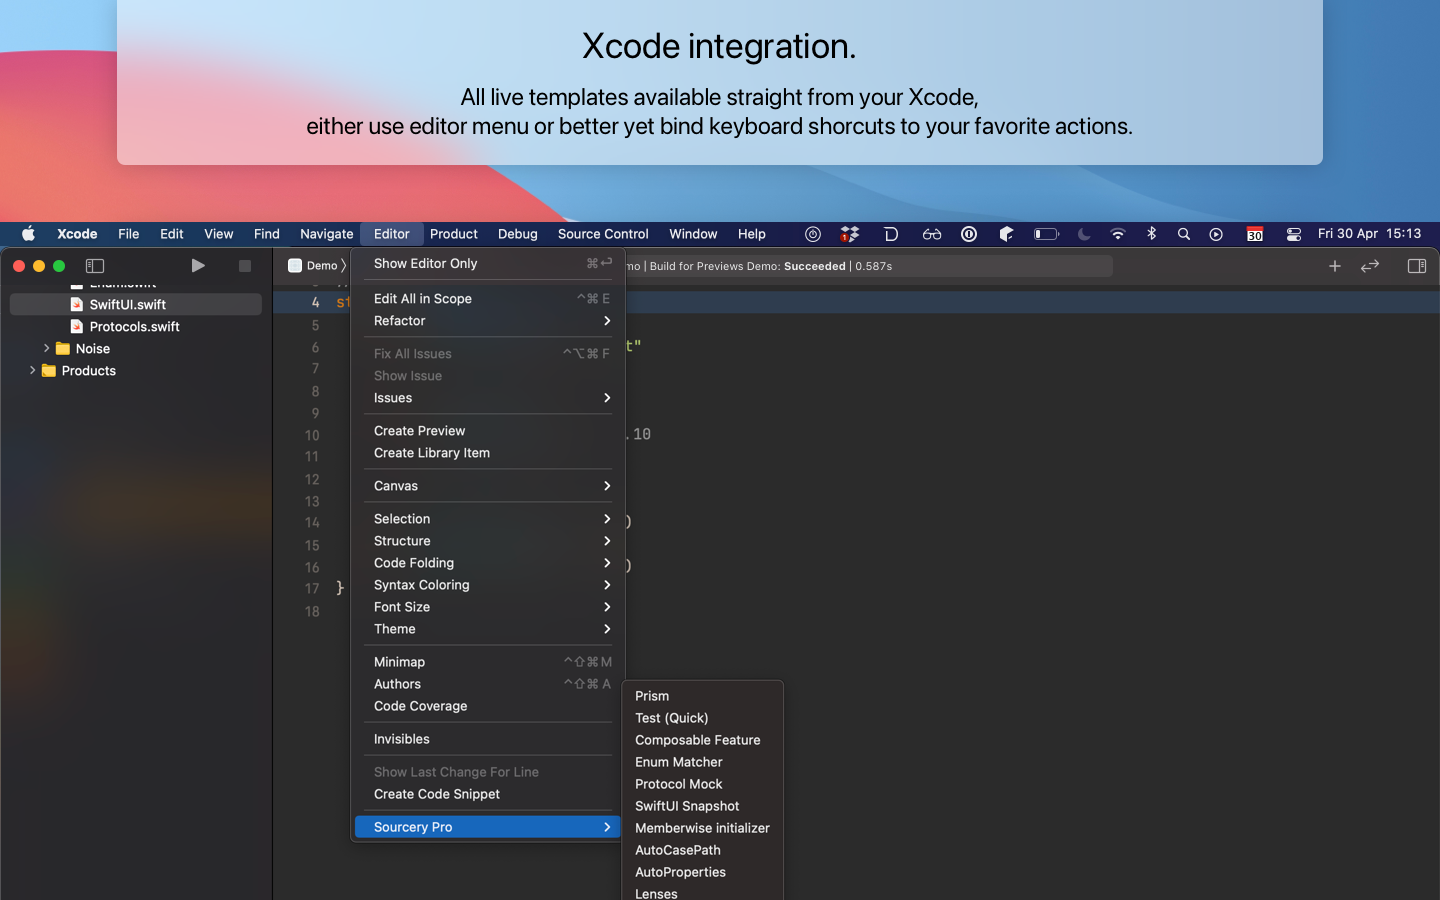 Xcode integration.
All live templates available straight from your Xcode,
either use editor menu or better yet bind keyboard shorcuts to your favorite actions.
Xcode File Edit View Find Navigate Editor Product Debug Source Control Window Help 1 30 Fri 30 Apr 15:13
Demo Show Editor Only ⌘↩ mo | Build for Previews Demo: Succeeded | 0.587s
SwiftUI.swift
Protocols.swift
Noise
Products
4 st
5
6 t"
7
8
9
10 .10
11
12
13
14 )
15
16 )
17 }
18
Edit All in Scope ^⌘E
Refactor
Fix All Issues ^⌥⌘F
Show Issue
Issues
Create Preview
Create Library Item
Canvas
Selection
Structure
Code Folding
Syntax Coloring
Font Size
Theme
Minimap ^⇧⌘M
Authors ^⇧⌘A
Code Coverage
Invisibles
Show Last Change For Line
Create Code Snippet
Sourcery Pro
Prism
Test (Quick)
Composable Feature
Enum Matcher
Protocol Mock
SwiftUI Snapshot
Memberwise initializer
AutoCasePath
AutoProperties
Lenses